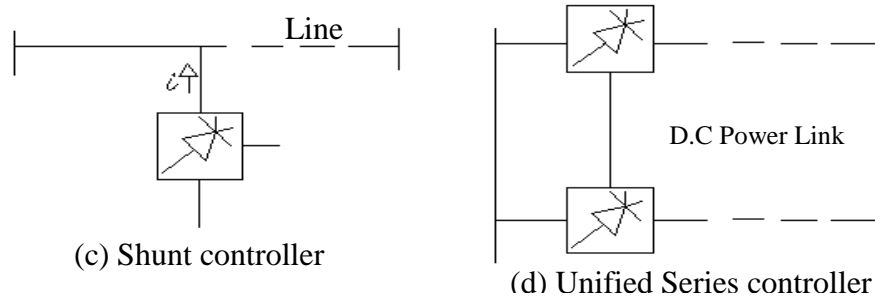 Line
i
D.C Power Link
(c) Shunt controller
(d) Unified Series controller